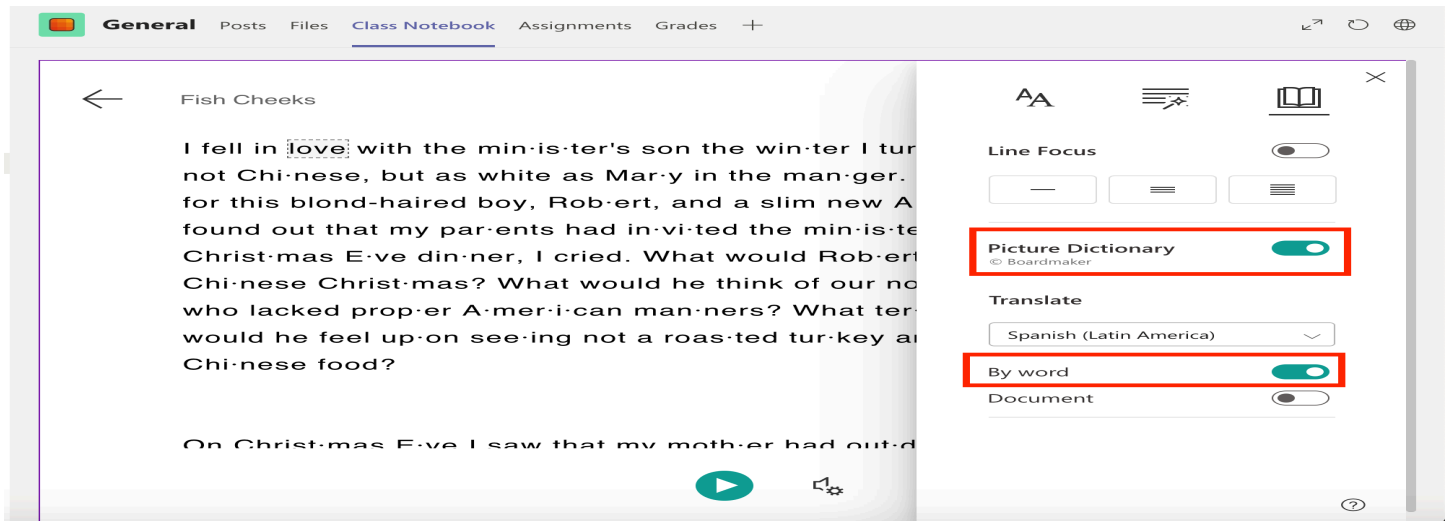 General Posts Files Class Notebook Assignments Grades
Fish Cheeks
I fell in love with the min·is·ter's son the win·ter I tur
not Chi·nese, but as white as Mar·y in the man·ger.
for this blond-haired boy, Rob·ert, and a slim new A
found out that my par·ents had in·vi·ted the min·is·te
Christ·mas E·ve din·ner, I cried. What would Rob·ert
Chi·nese Christ·mas? What would he think of our no
who lacked prop·er A·mer·i·can man·ners? What ter·
would he feel up·on see·ing not a roas·ted tur·key a
Chi·nese food?
On Christ·mas E·ve I saw that my moth·er had out·d
AA
Line Focus
Picture Dictionary
© Boardmaker
Translate
Spanish (Latin America)
By word
Document